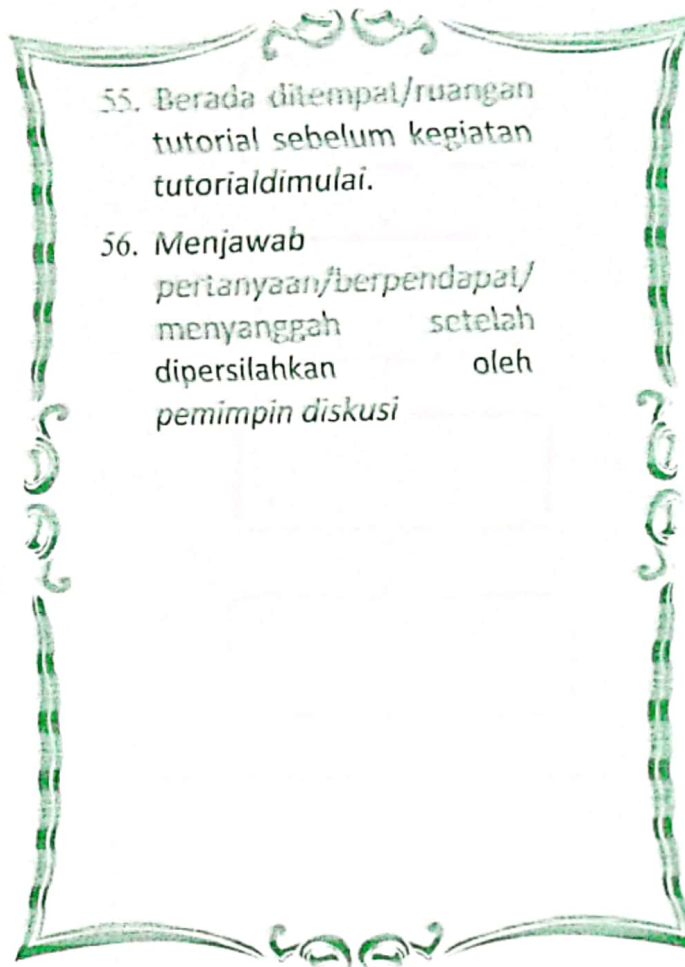 55. Berada ditempat/ruangan
tutorial sebelum kegiatan
tutorialdimulai.
56. Menjawab
pertanyaan/berpendapat/
menyanggah setelah
dipersilahkan oleh
pemimpin diskusi